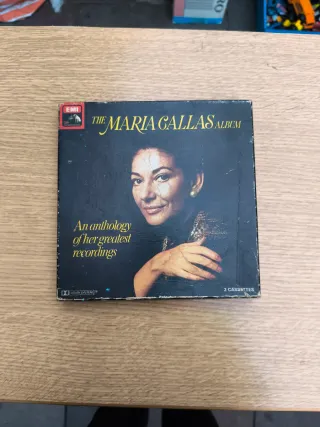 EMI
THE MARIA CALLAS ALBUM
An anthology
of her greatest
recordings
2 CASSETTES